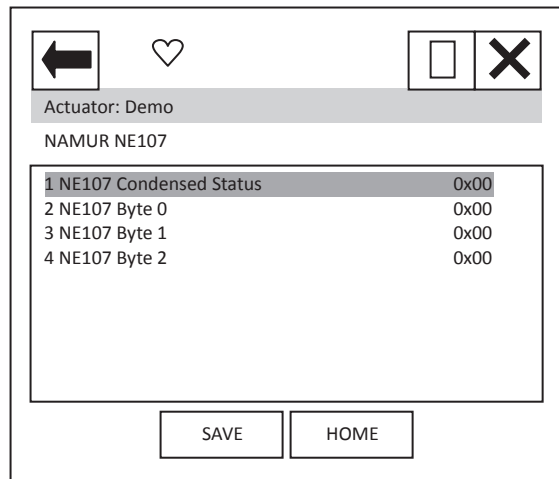 Actuator: Demo
NAMUR NE107
1 NE107 Condensed Status 0x00
2 NE107 Byte 0 0x00
3 NE107 Byte 1 0x00
4 NE107 Byte 2 0x00
SAVE HOME